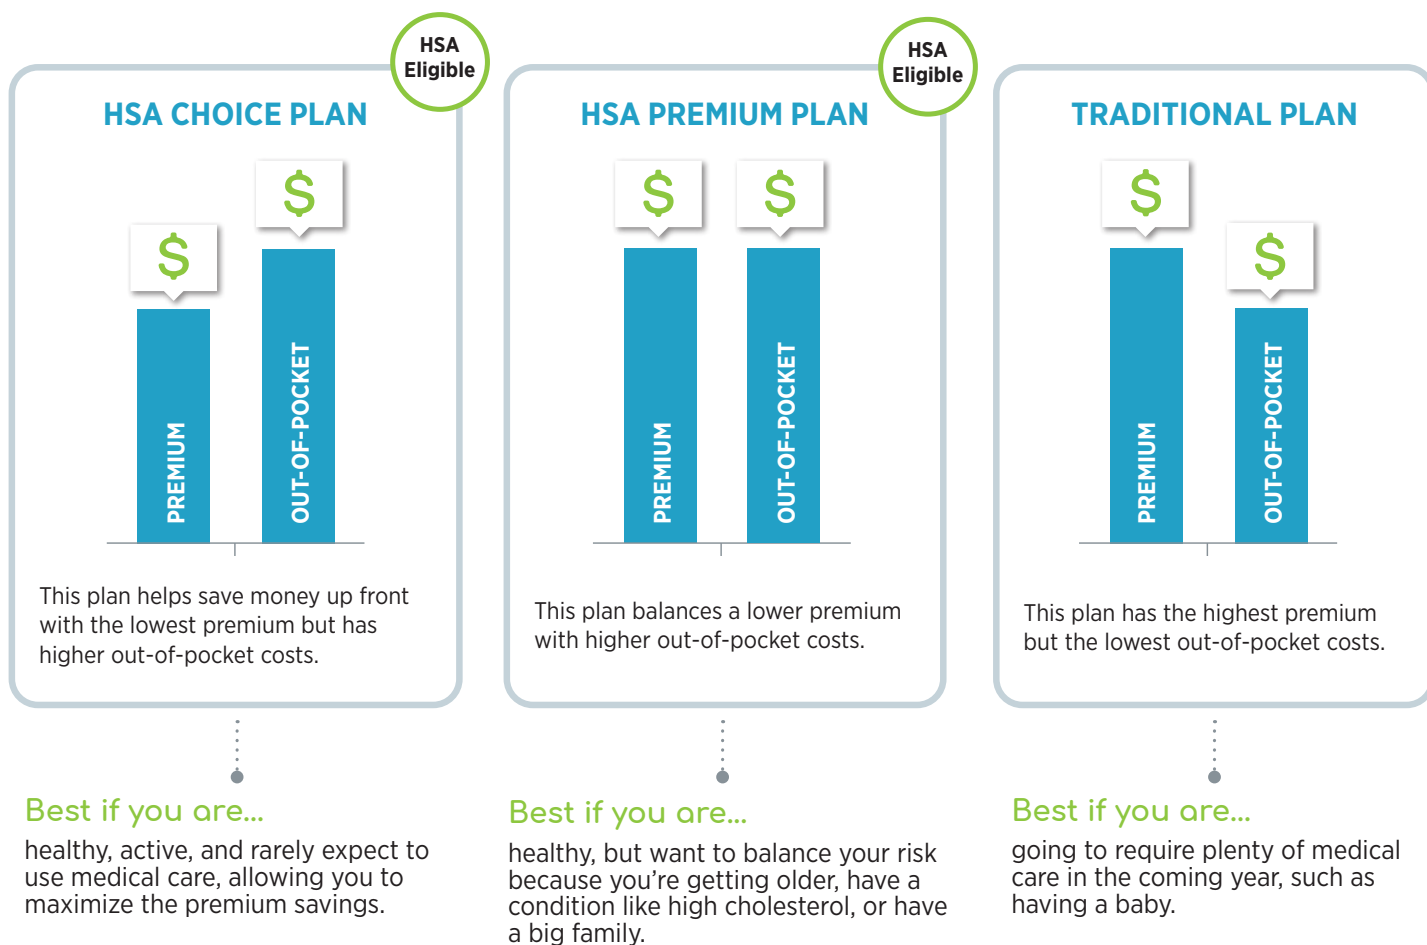 HSA
Eligible
HSA CHOICE PLAN
$
$
PREMIUM
OUT-OF-POCKET
This plan helps save money up front
with the lowest premium but has
higher out-of-pocket costs.
Best if you are...
healthy, active, and rarely expect to
use medical care, allowing you to
maximize the premium savings.
HSA
Eligible
HSA PREMIUM PLAN
$
$
PREMIUM
OUT-OF-POCKET
This plan balances a lower premium
with higher out-of-pocket costs.
Best if you are...
healthy, but want to balance your risk
because you’re getting older, have a
condition like high cholesterol, or have
a big family.
TRADITIONAL PLAN
$
$
PREMIUM
OUT-OF-POCKET
This plan has the highest premium
but the lowest out-of-pocket costs.
Best if you are...
going to require plenty of medical
care in the coming year, such as
having a baby.